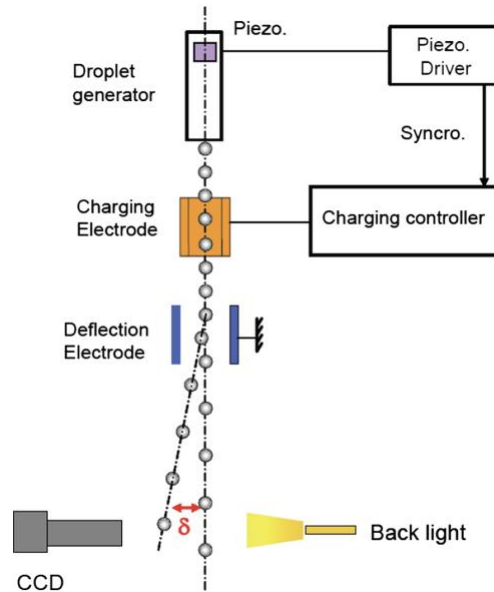 Piezo.
Piezo.
Driver
Droplet
generator
Syncro.
Charging
Electrode
Charging controller
Deflection
Electrode
δ
Back light
CCD